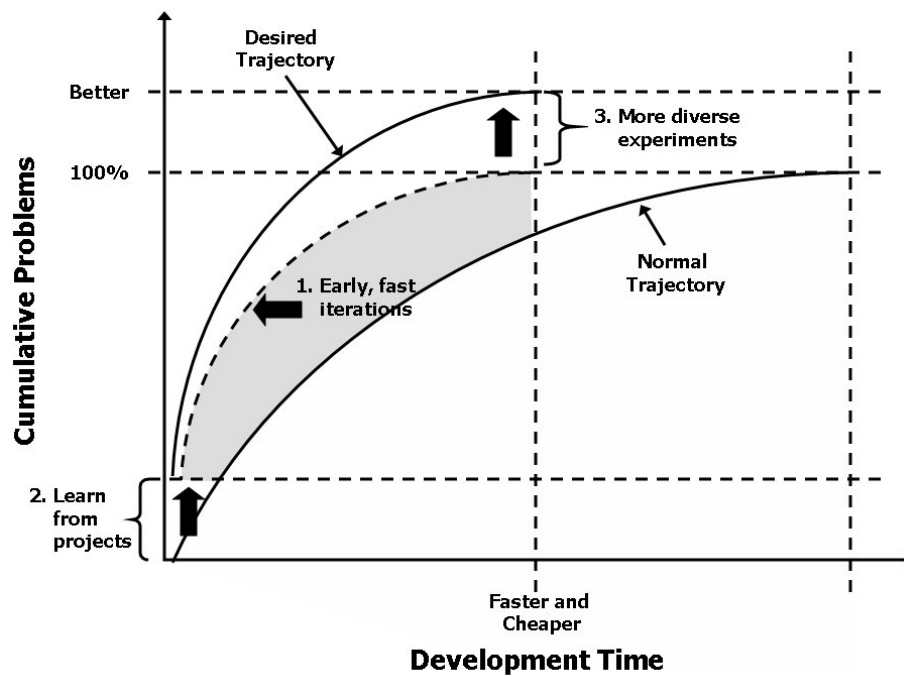 Desired
Trajectory
Better
3. More diverse
experiments
100%
Normal
Trajectory
1. Early, fast
iterations
Cumulative Problems
2. Learn
from
projects
Faster and
Cheaper
Development Time